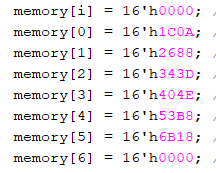 memory[i] = 16'h0000; /
memory[0] = 16'h1C0A; /
memory[1] = 16'h2688; /
memory[2] = 16'h343D; /
memory[3] = 16'h404E; /
memory[4] = 16'h53B8; /
memory[5] = 16'h6B18; /
memory[6] = 16'h0000; /